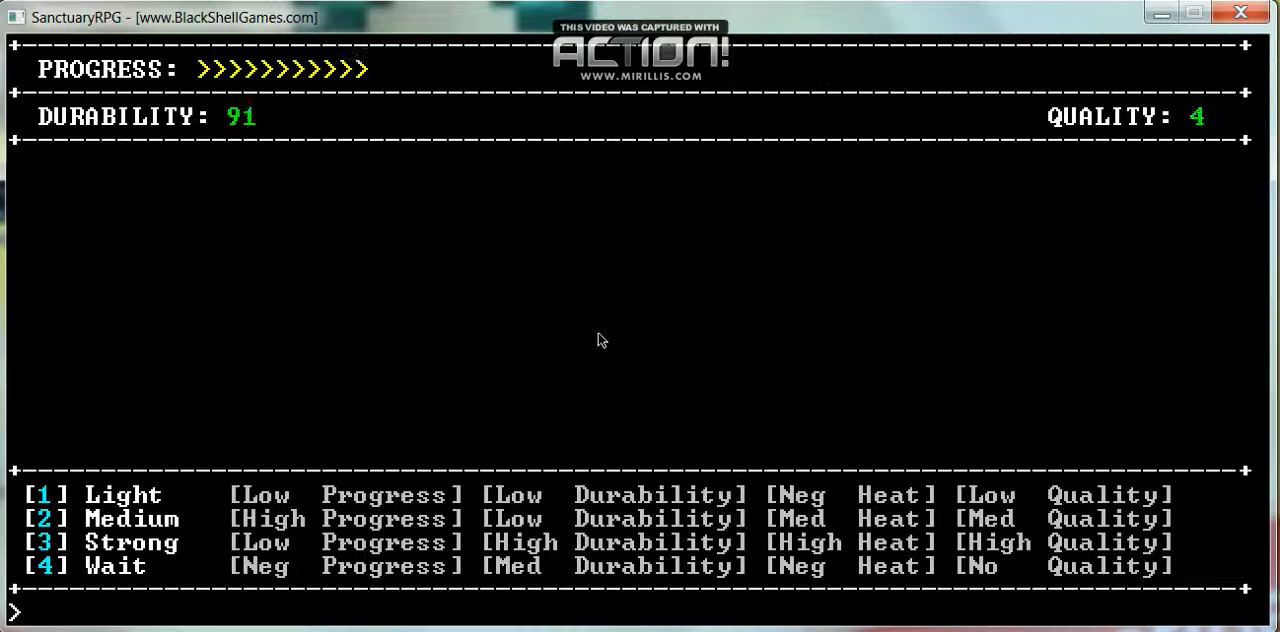 SanctuaryRPG - [www.BlackShellGames.com]
THIS VIDEO WAS CAPTURED WITH
ACTION!
WWW.MIRILLIS.COM
PROGRESS: >>>>>>>>>>>
DURABILITY: 91 QUALITY: 4
[1] Light [Low Progress] [Low Durability] [Neg Heat] [Low Quality]
[2] Medium [High Progress] [Low Durability] [Med Heat] [Med Quality]
[3] Strong [Low Progress] [High Durability] [High Heat] [High Quality]
[4] Wait [Neg Progress] [Med Durability] [Neg Heat] [No Quality]
>